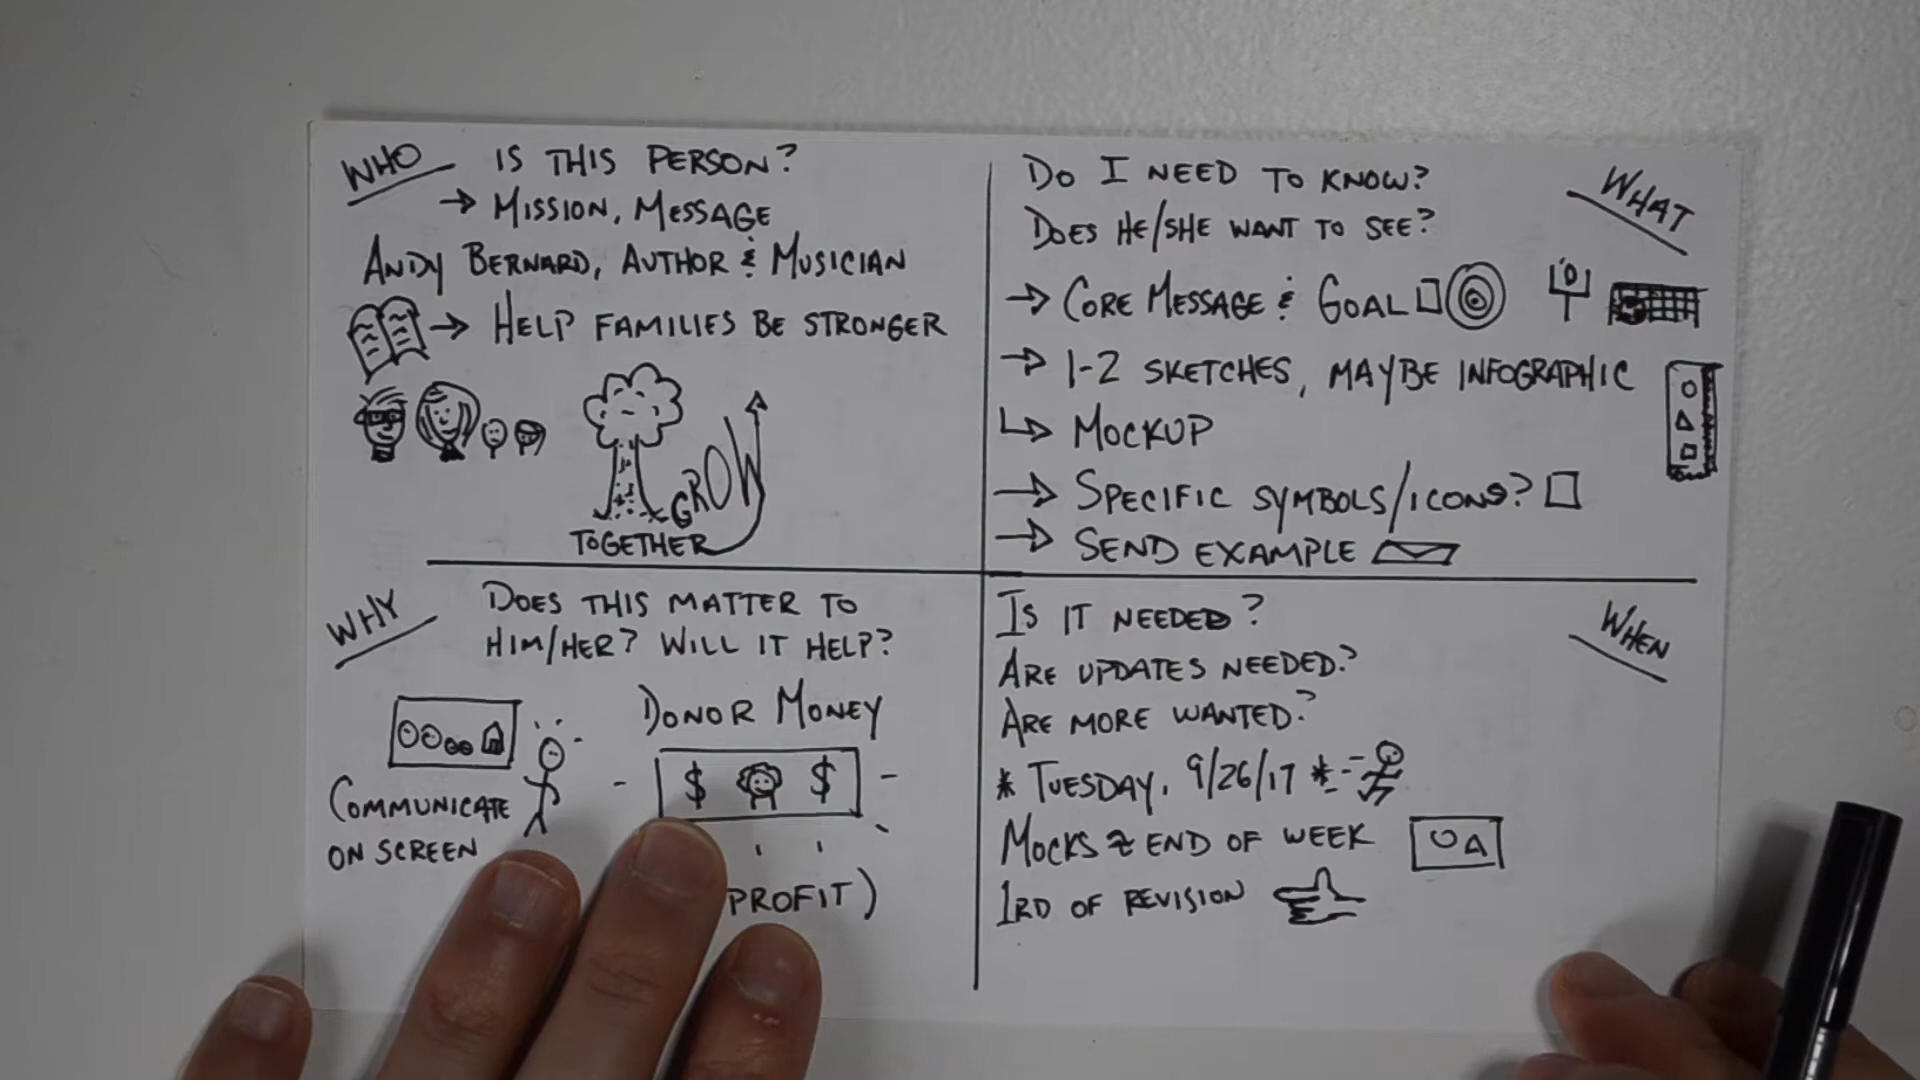 WHO IS THIS PERSON?
→ MISSION, MESSAGE
ANDY BERNARD, AUTHOR & MUSICIAN
→ HELP FAMILIES BE STRONGER
GROW
TOGETHER
WHAT
DO I NEED TO KNOW?
DOES HE/SHE WANT TO SEE?
→ CORE MESSAGE & GOAL
→ 1-2 SKETCHES, MAYBE INFOGRAPHIC
↳ MOCKUP
→ SPECIFIC SYMBOLS/ICONS?
→ SEND EXAMPLE
WHY DOES THIS MATTER TO
HIM/HER? WILL IT HELP?
DONOR MONEY
$ $
COMMUNICATE
ON SCREEN
PROFIT)
WHEN
IS IT NEEDED?
ARE UPDATES NEEDED?
ARE MORE WANTED?
* TUESDAY, 9/26/17 *
MOCKS END OF WEEK
1RD OF REVISION